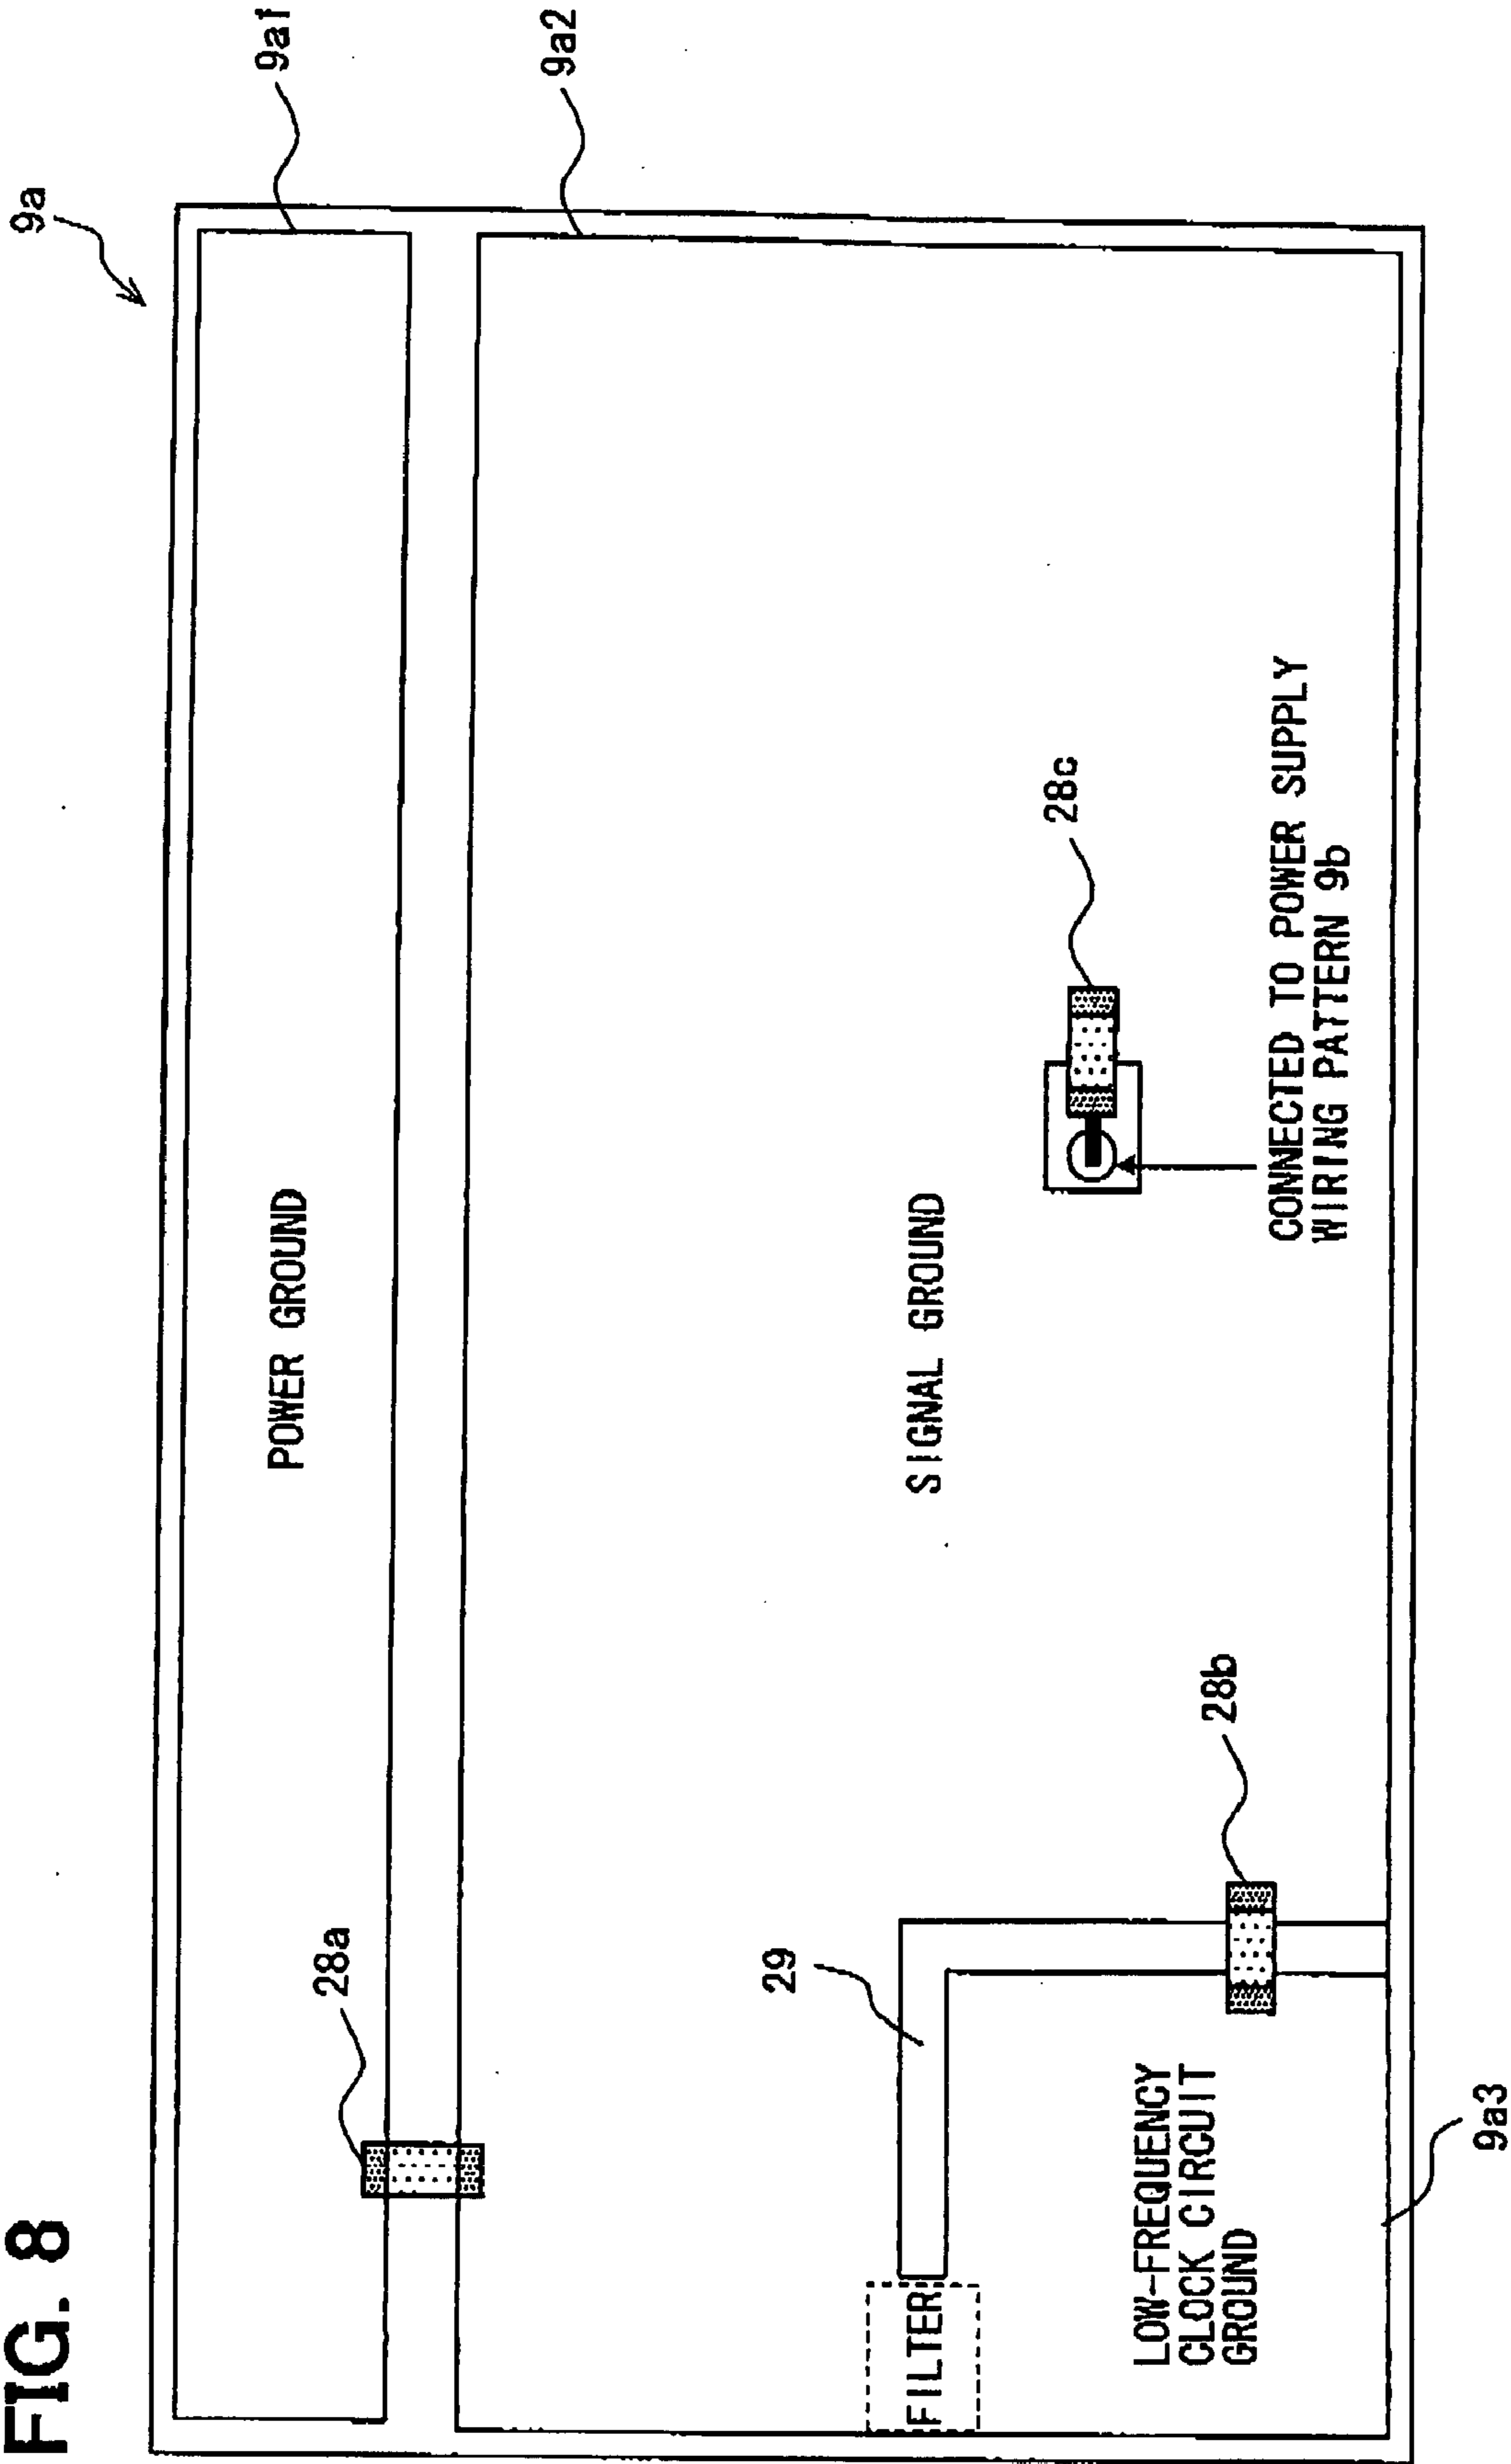 FIG. 8
9a
9a1
9a2
POWER GROUND
28a
SIGNAL GROUND
28c
CONNECTED TO POWER SUPPLY
WIRING PATTERN 9b
29
28b
FILTER
LOW-FREQUENCY
CLOCK CIRCUIT
GROUND
9a3